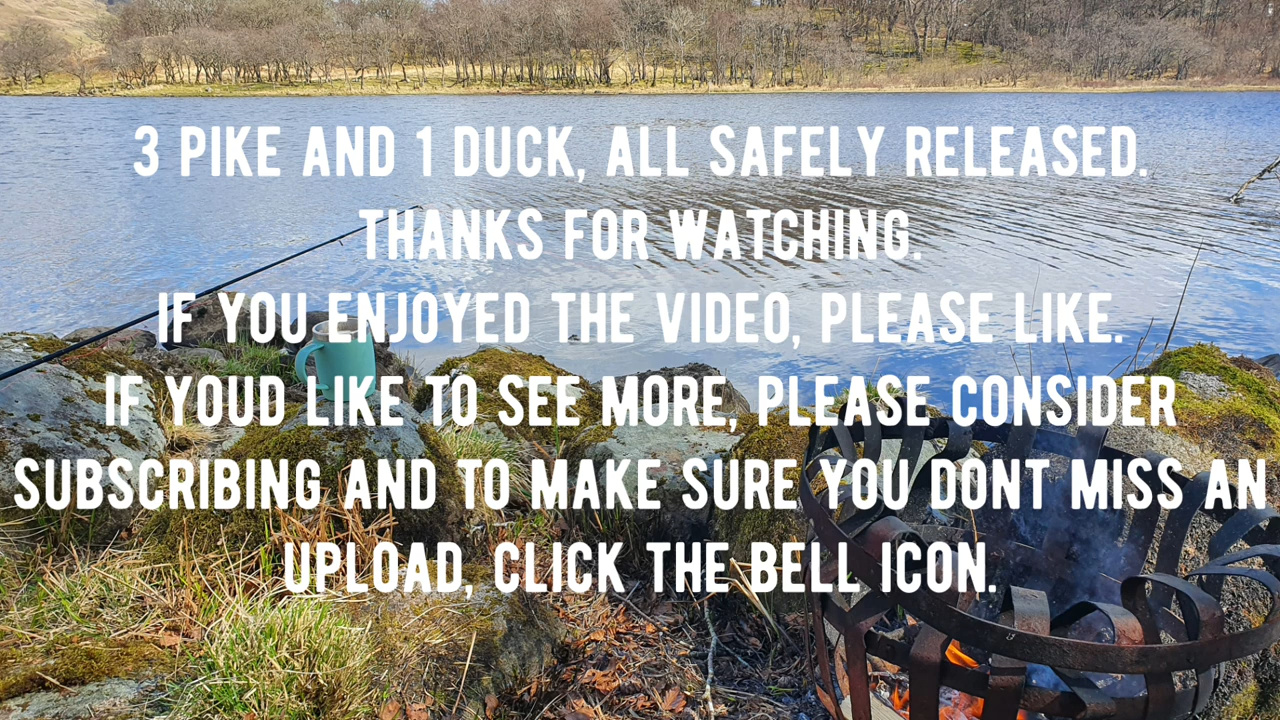 3 PIKE AND 1 DUCK, ALL SAFELY RELEASED.
THANKS FOR WATCHING.
IF YOU ENJOYED THE VIDEO, PLEASE LIKE.
IF YOUD LIKE TO SEE MORE, PLEASE CONSIDER
SUBSCRIBING AND TO MAKE SURE YOU DONT MISS AN
UPLOAD, CLICK THE BELL ICON.